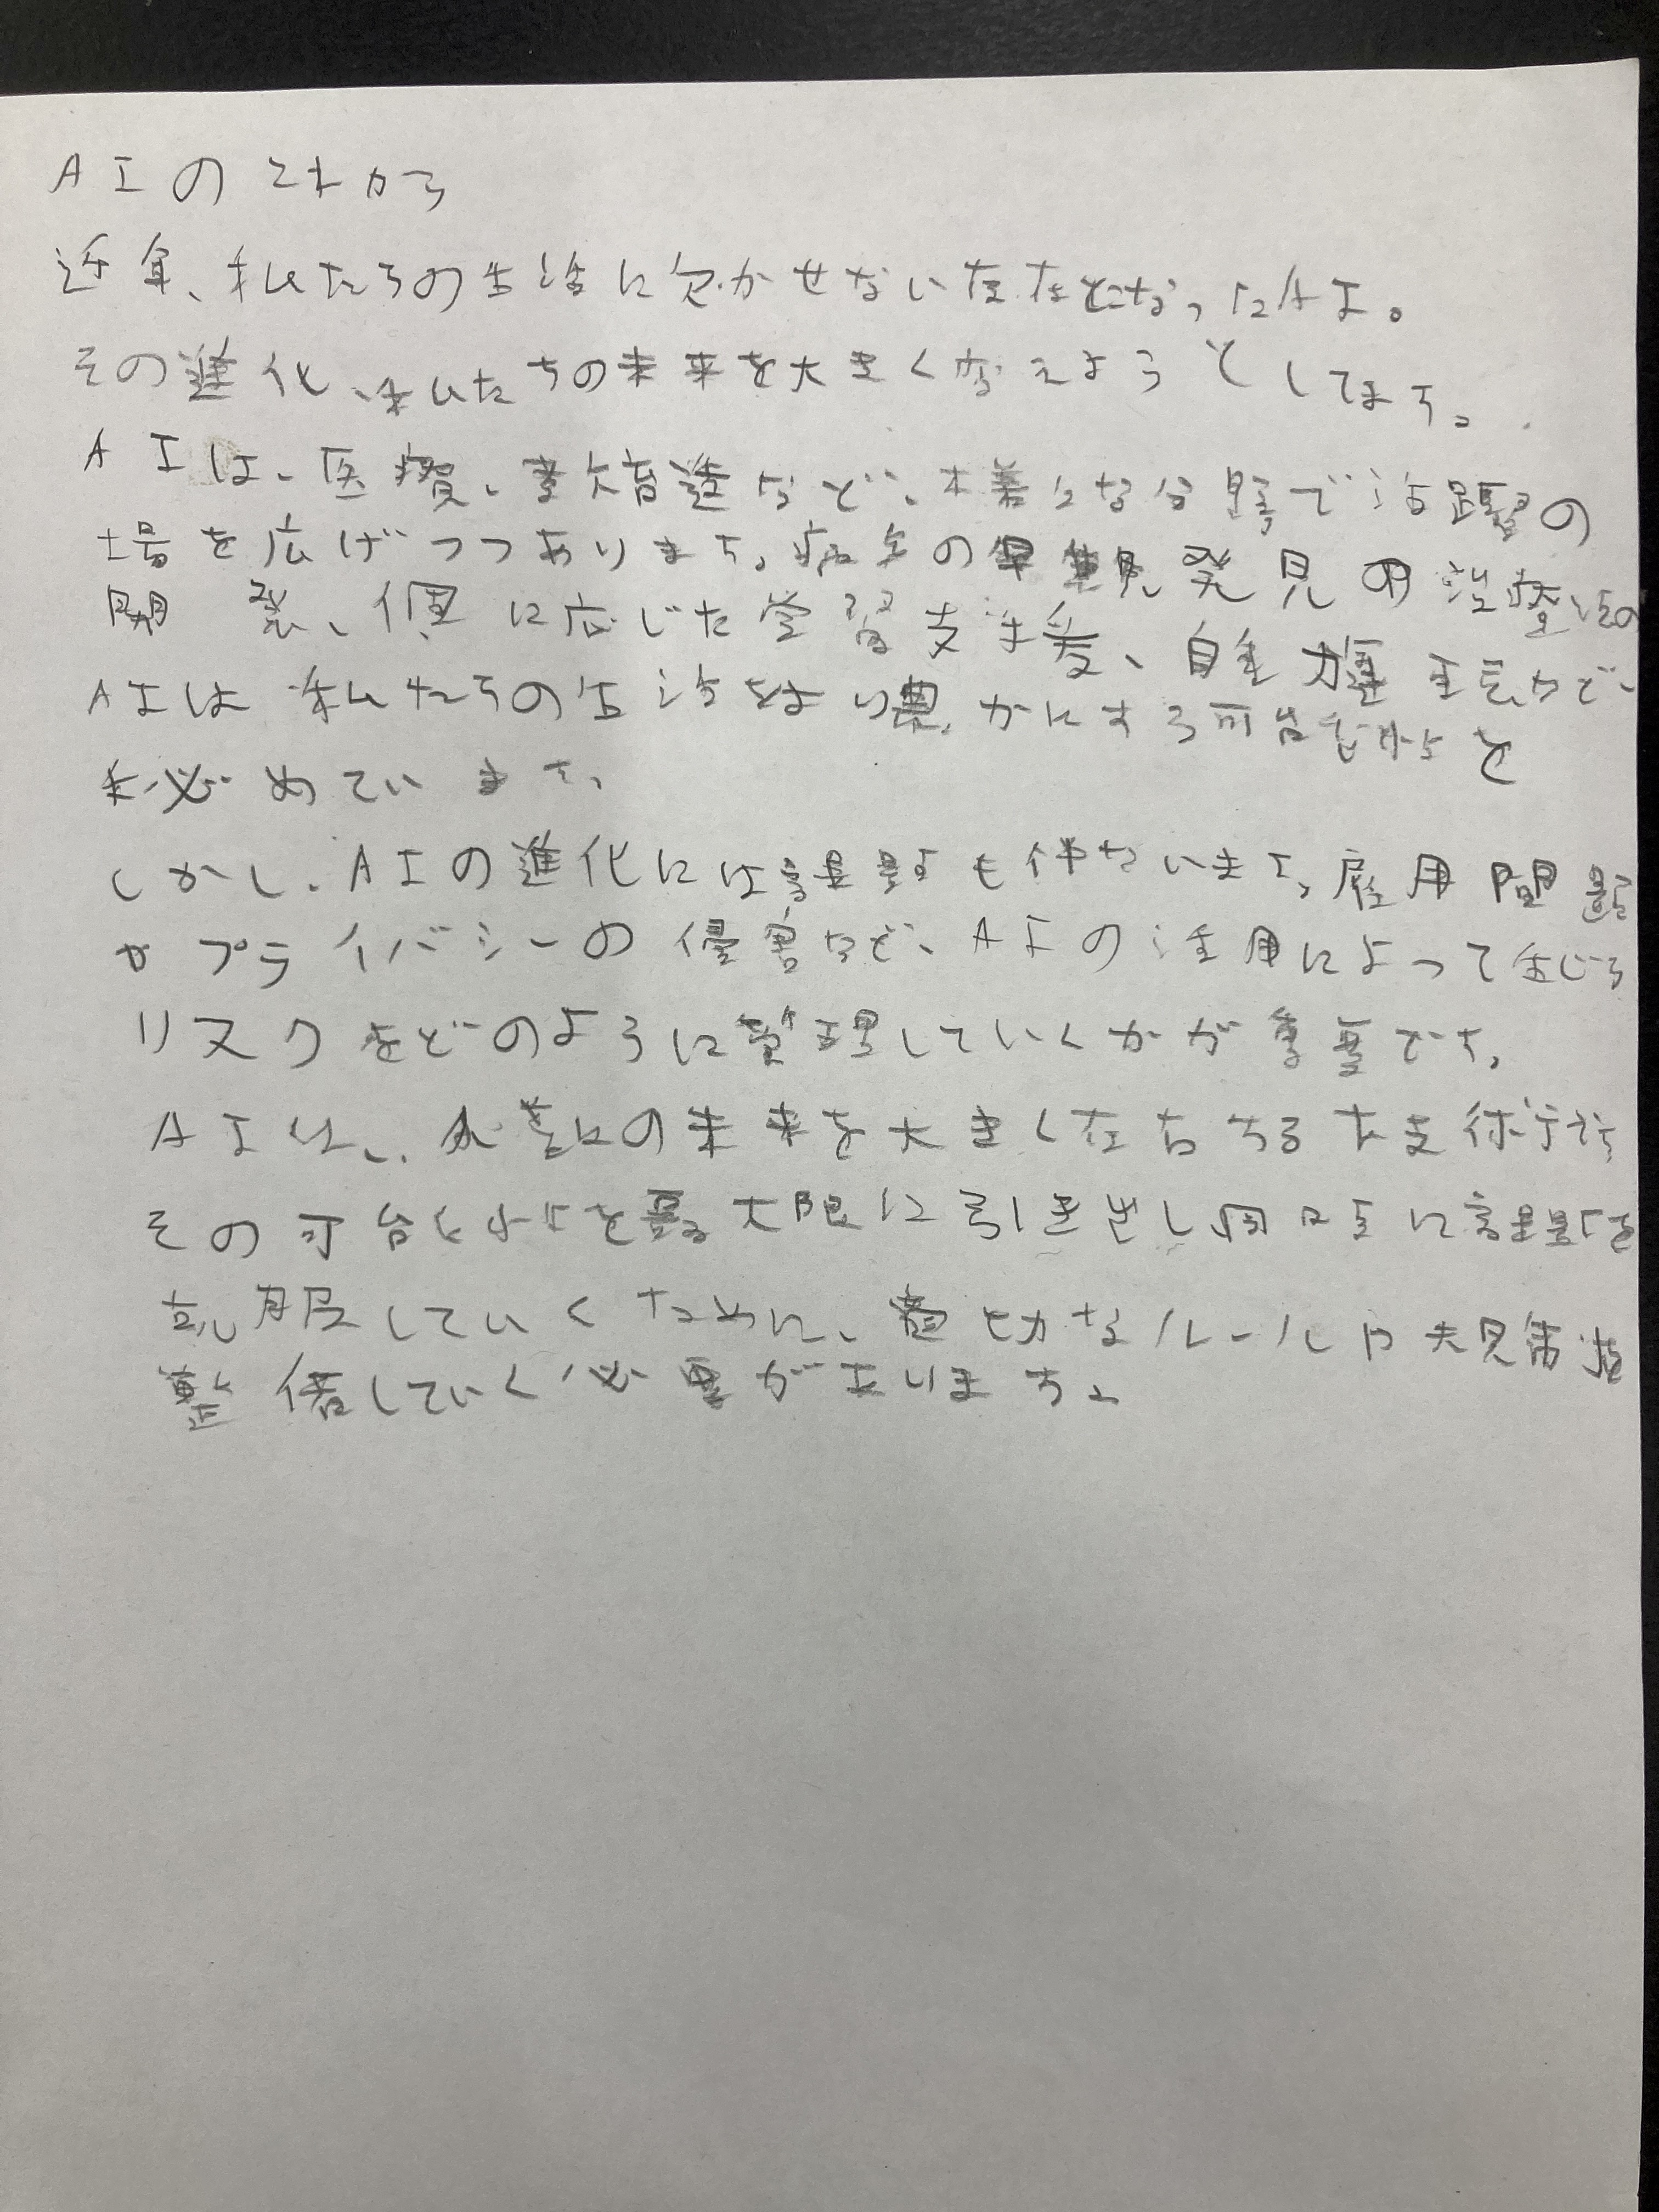 AIのこれから
近年、私たちの生活に欠かせない存在となったAI。
その進化、私たちの未来を大きく変えようとしてます。
AIは、医療、教育など、様々な分野で活躍の
場を広げつつあります。病気の早期発見の治療法の
開発、個に応じた学習支援、自動運転など、
AIは私たちの生活をより豊かにする可能性を
秘めています。
しかし、AIの進化には課題も伴ないます。雇用問題
やプライバシーの侵害など、AIの活用によって生じる
リスクをどのように管理していくかが重要です。
AIは、の未来を大きく左右する
その可能性を最大限に引き出し同時に課題を
克服していくために、適切なルールや規制を
整備していく必要があります。